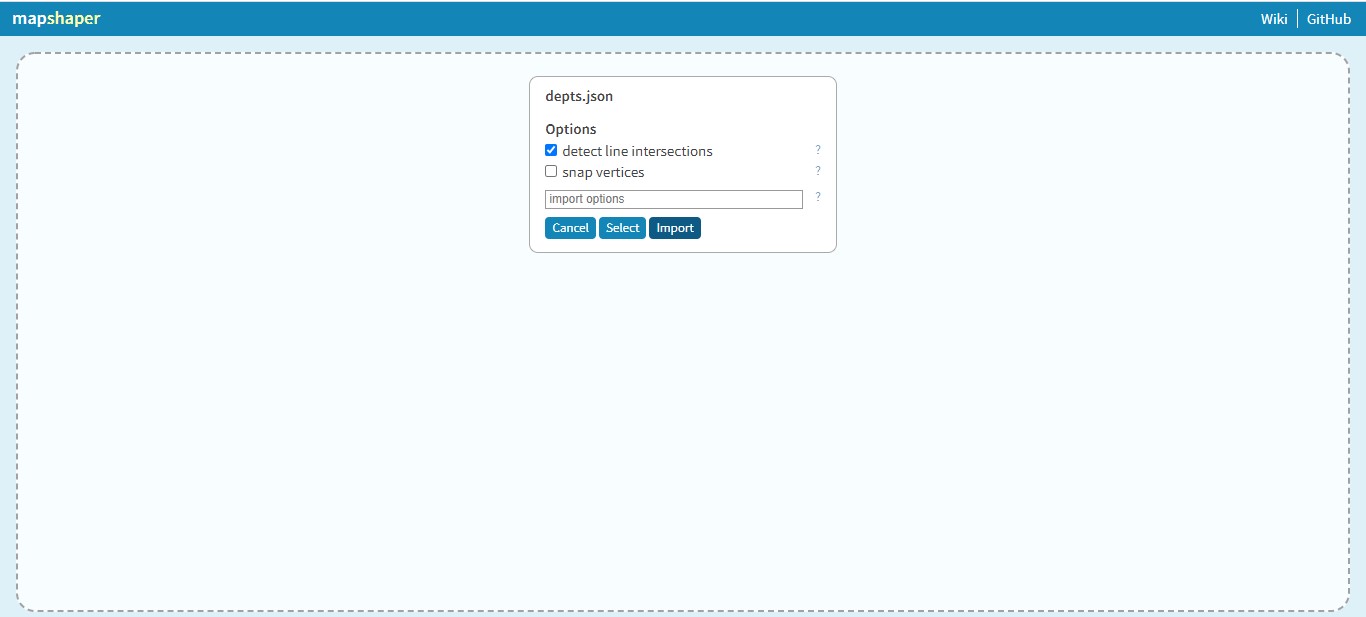 mapshaper
Wiki GitHub
depts.json
Options
detect line intersections ?
snap vertices ?
import options ?
Cancel Select Import